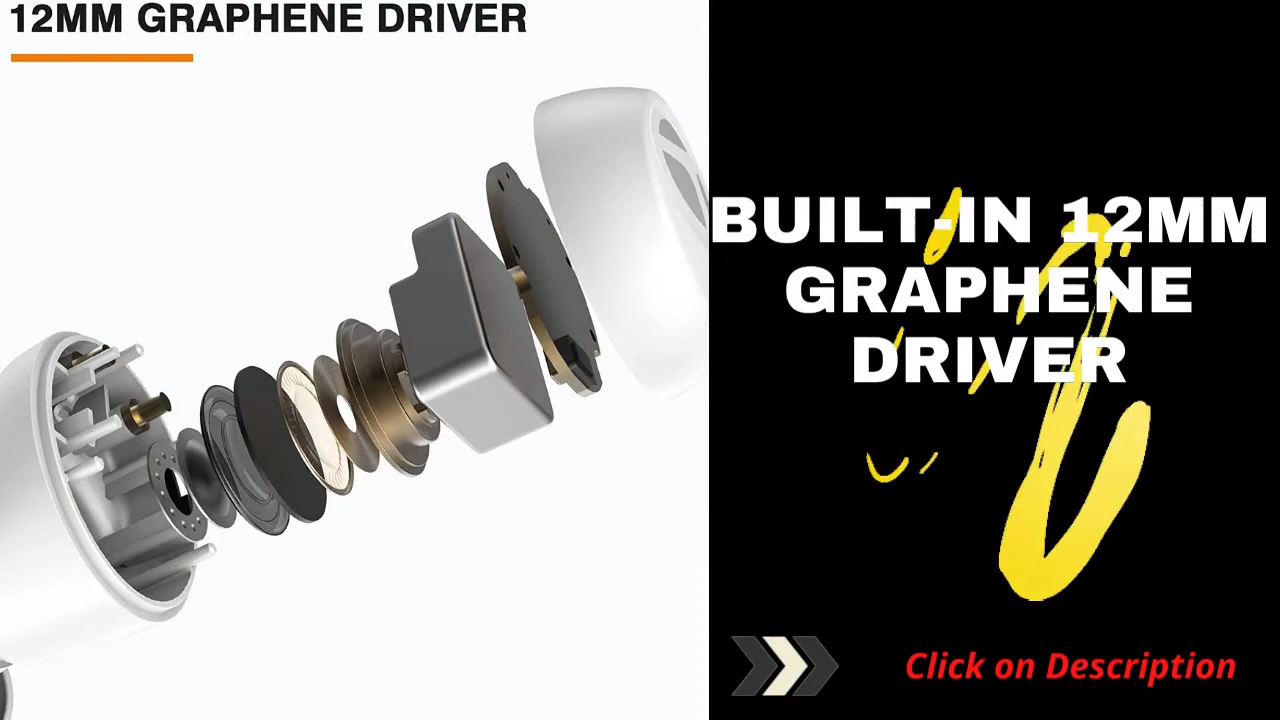 12MM GRAPHENE DRIVER
BUILT-IN 12MM
GRAPHENE
DRIVER
Click on Description